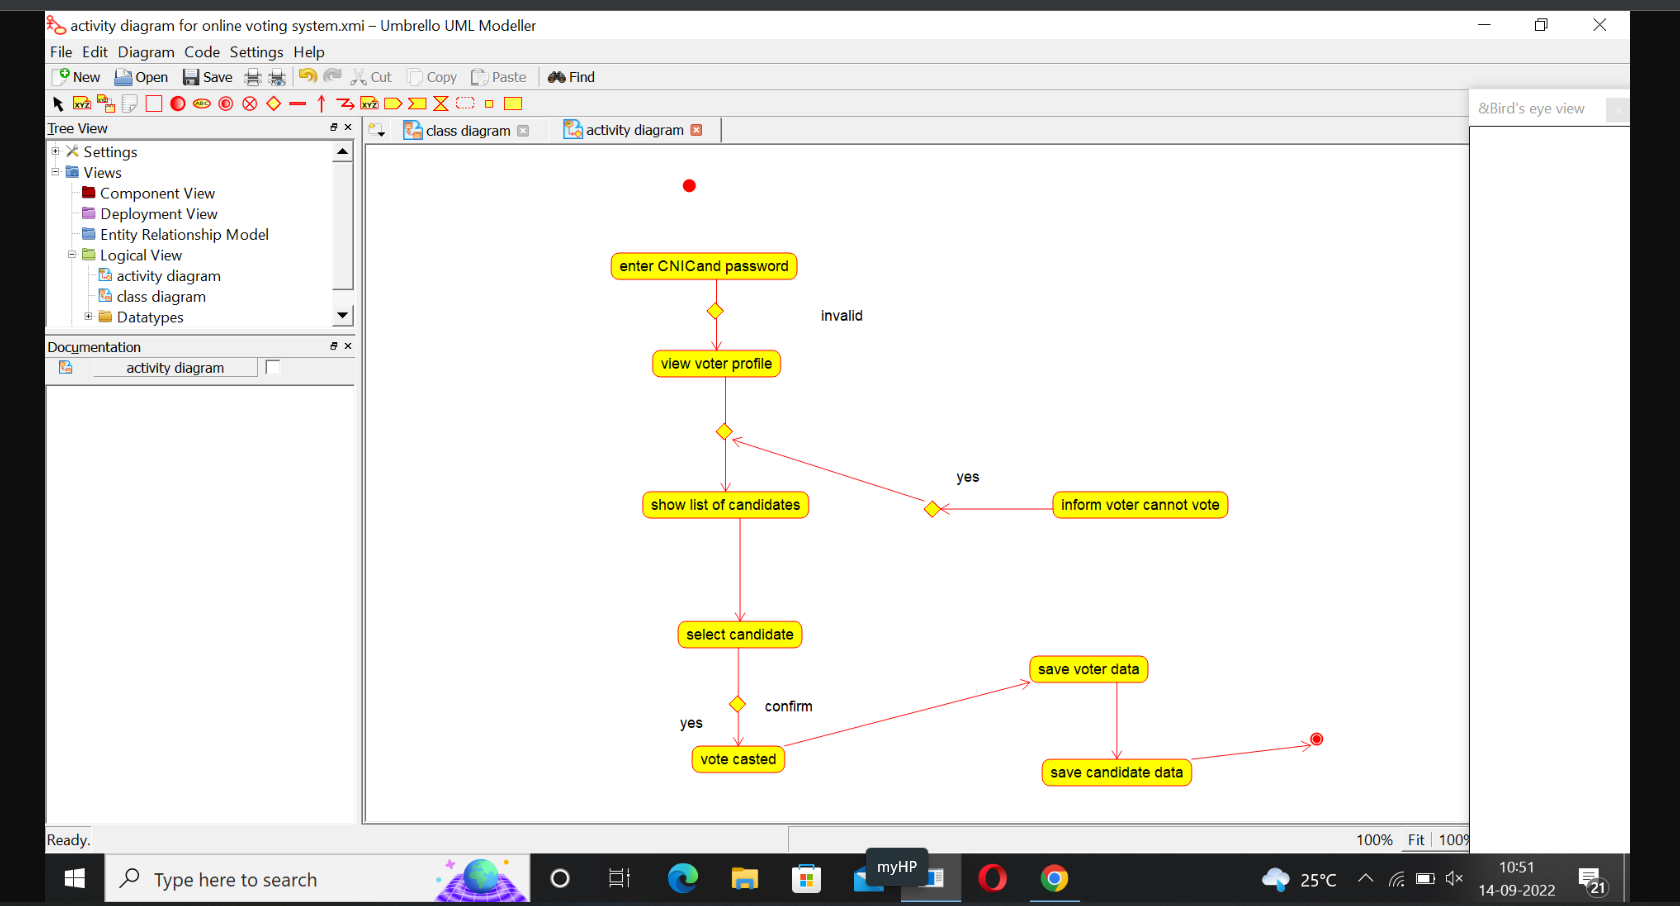 activity diagram for online voting system.xmi – Umbrello UML Modeller
File Edit Diagram Code Settings Help
New Open Save Cut Copy Paste Find
&Bird's eye view
Tree View
class diagram
activity diagram
Settings
Views
Component View
Deployment View
Entity Relationship Model
Logical View
activity diagram
class diagram
Datatypes
Documentation
activity diagram
enter CNICand password
invalid
view voter profile
yes
show list of candidates
inform voter cannot vote
select candidate
save voter data
confirm
yes
vote casted
save candidate data
Ready.
100% Fit 100%
myHP
Type here to search
25°C
10:51
14-09-2022
21